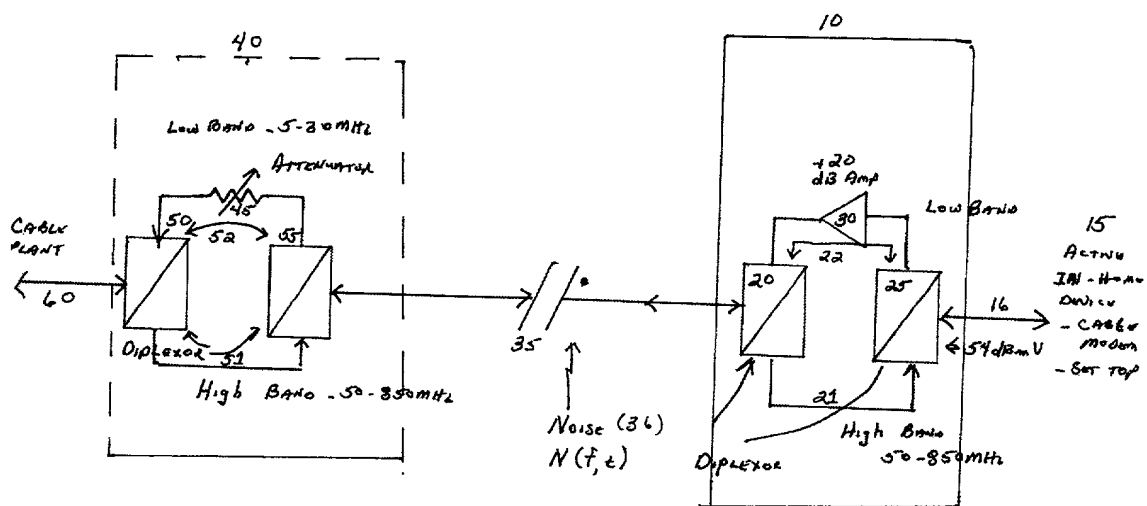 40
Low Band - 5-30MHz
Attenuator
45
50
52
55
Cable
Plant
60
Diplexor
51
High Band - 50-850MHz
35
*
Noise (36)
N(f,t)
10
+20
dB Amp
30
Low Band
22
20
25
15
Active
In-Home
Device
- Cable
Modem
- Set Top
16
54dBmV
21
High Band
50-850MHz
Diplexor